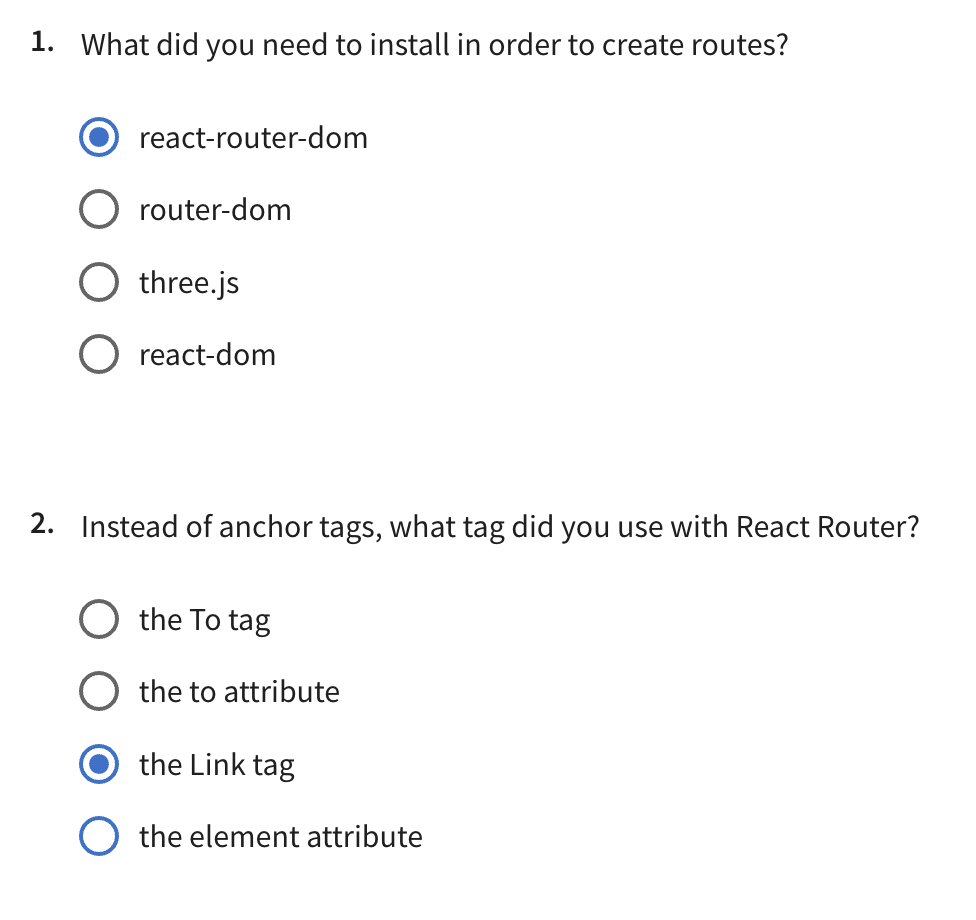 1. What did you need to install in order to create routes?
react-router-dom
router-dom
three.js
react-dom
2. Instead of anchor tags, what tag did you use with React Router?
the To tag
the to attribute
the Link tag
the element attribute